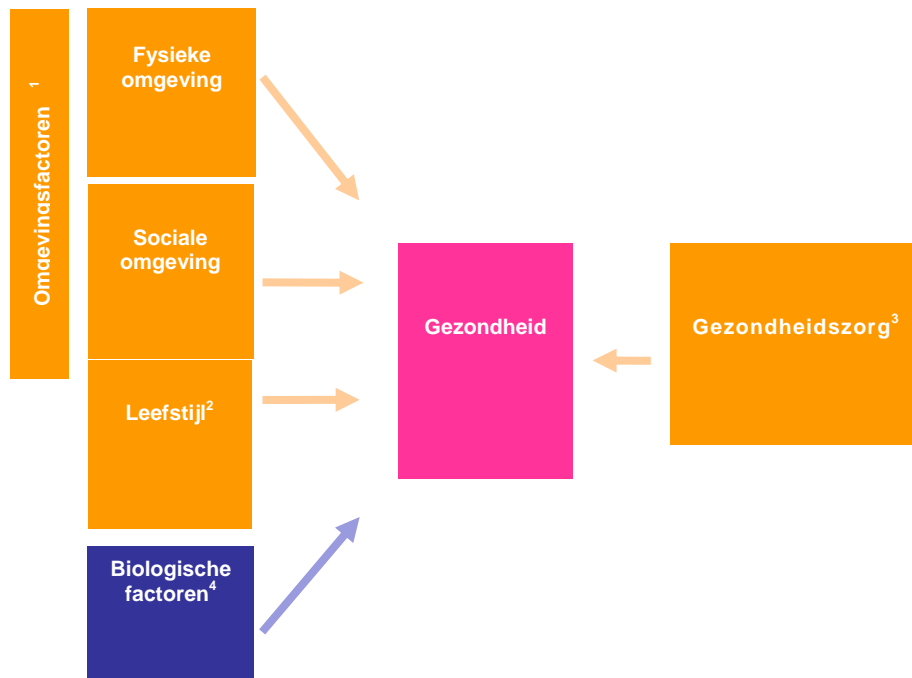 Omgevingsfactoren 1
Fysieke
omgeving
Sociale
omgeving
Leefstijl2
Biologische
factoren4
Gezondheid
Gezondheidszorg3